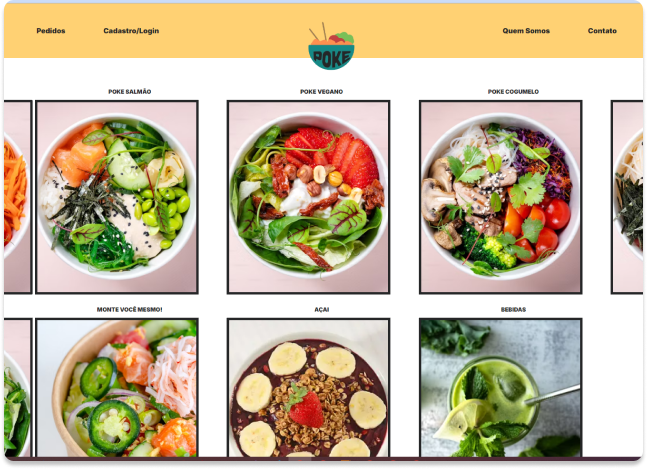 Pedidos Cadastro/Login Quem Somos Contato
POKE
POKE SALMÃO POKE VEGANO POKE COGUMELO
MONTE VOCÊ MESMO! AÇAI BEBIDAS